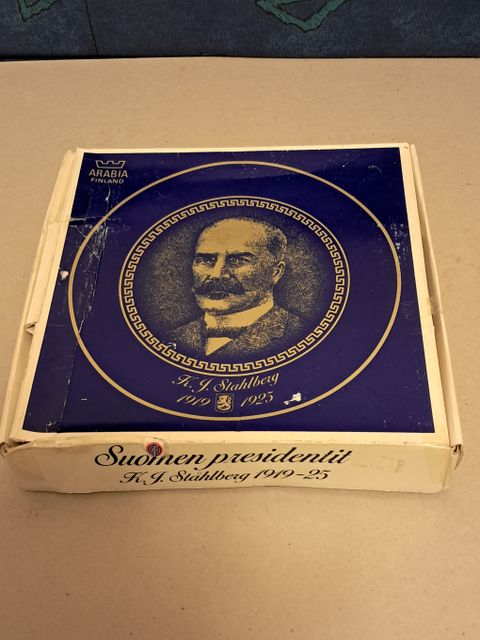 ARABIA
FINLAND
K. J. Ståhlberg
1919 1925
Suomen presidentit
K. J. Ståhlberg 1919-25